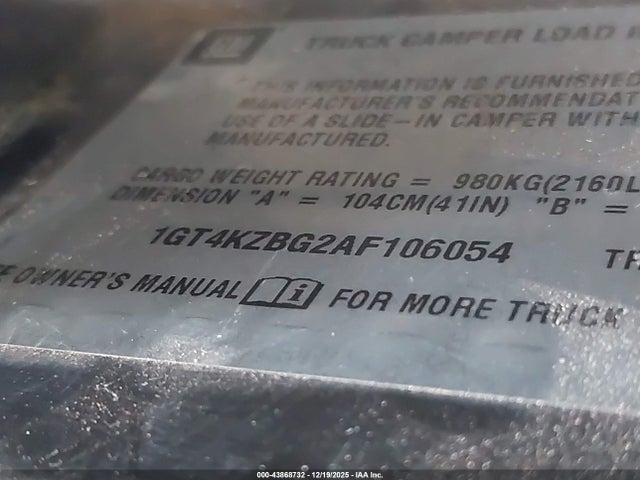 TRUCK CAMPER LOAD
THIS INFORMATION IS FURNISHED
MANUFACTURER'S RECOMMENDAT
USE OF A SLIDE-IN CAMPER WITH
MANUFACTURED.
CARGO WEIGHT RATING = 980KG(2160L
DIMENSION "A" = 104CM(41IN) "B" =
1GT4KZBG2AF106054 TR
E OWNER'S MANUAL i FOR MORE TRUCK
000-43868732 - 12/19/2025 - IAA Inc.